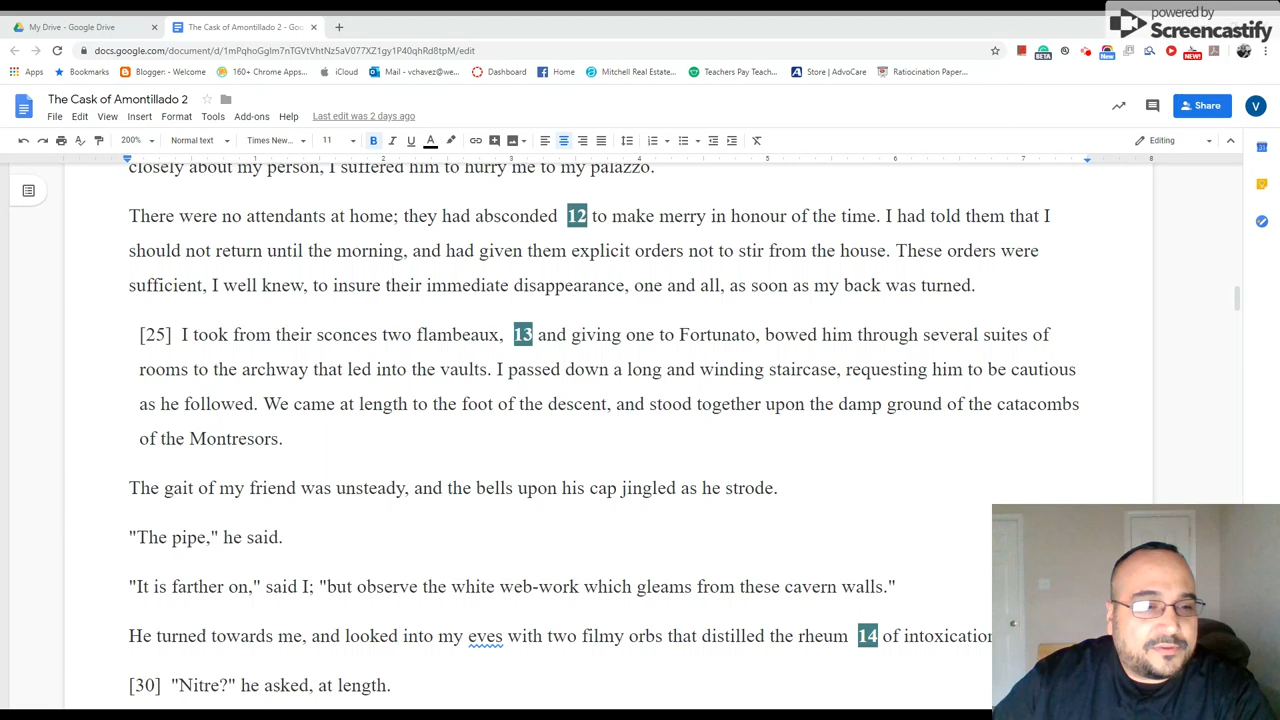 My Drive - Google Drive
The Cask of Amontillado 2 - Goo
powered by
Screencastify
docs.google.com/document/d/1mPqhoGglm7nTGVtVhtNz5aV077XZ1gy1P40qhRd8tpM/edit
BETA
New
NEW!
Apps
Bookmarks
Blogger: - Welcome
160+ Chrome Apps...
iCloud
Mail - vchavez@we...
Dashboard
Home
Mitchell Real Estate...
Teachers Pay Teach...
Store | AdvoCare
Ratiocination Paper...
The Cask of Amontillado 2
File Edit View Insert Format Tools Add-ons Help Last edit was 2 days ago
Share
V
200% Normal text Times New... 11 B I U A Editing
2 3 4 5 6 7 8
closely about my person, I suffered him to hurry me to my palazzo.
There were no attendants at home; they had absconded 12 to make merry in honour of the time. I had told them that I
should not return until the morning, and had given them explicit orders not to stir from the house. These orders were
sufficient, I well knew, to insure their immediate disappearance, one and all, as soon as my back was turned.
[25] I took from their sconces two flambeaux, 13 and giving one to Fortunato, bowed him through several suites of
rooms to the archway that led into the vaults. I passed down a long and winding staircase, requesting him to be cautious
as he followed. We came at length to the foot of the descent, and stood together upon the damp ground of the catacombs
of the Montresors.
The gait of my friend was unsteady, and the bells upon his cap jingled as he strode.
"The pipe," he said.
"It is farther on," said I; "but observe the white web-work which gleams from these cavern walls."
He turned towards me, and looked into my eyes with two filmy orbs that distilled the rheum 14 of intoxication
[30] "Nitre?" he asked, at length.